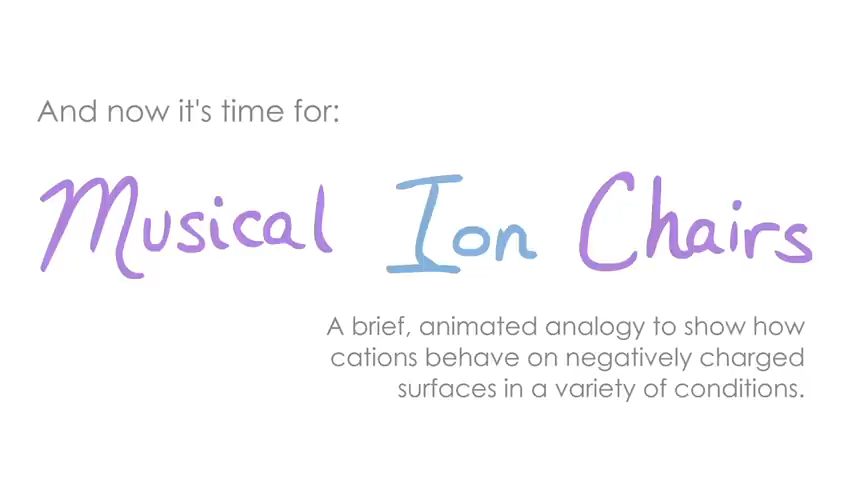 And now it's time for:
Musical Ion Chairs
A brief, animated analogy to show how
cations behave on negatively charged
surfaces in a variety of conditions.